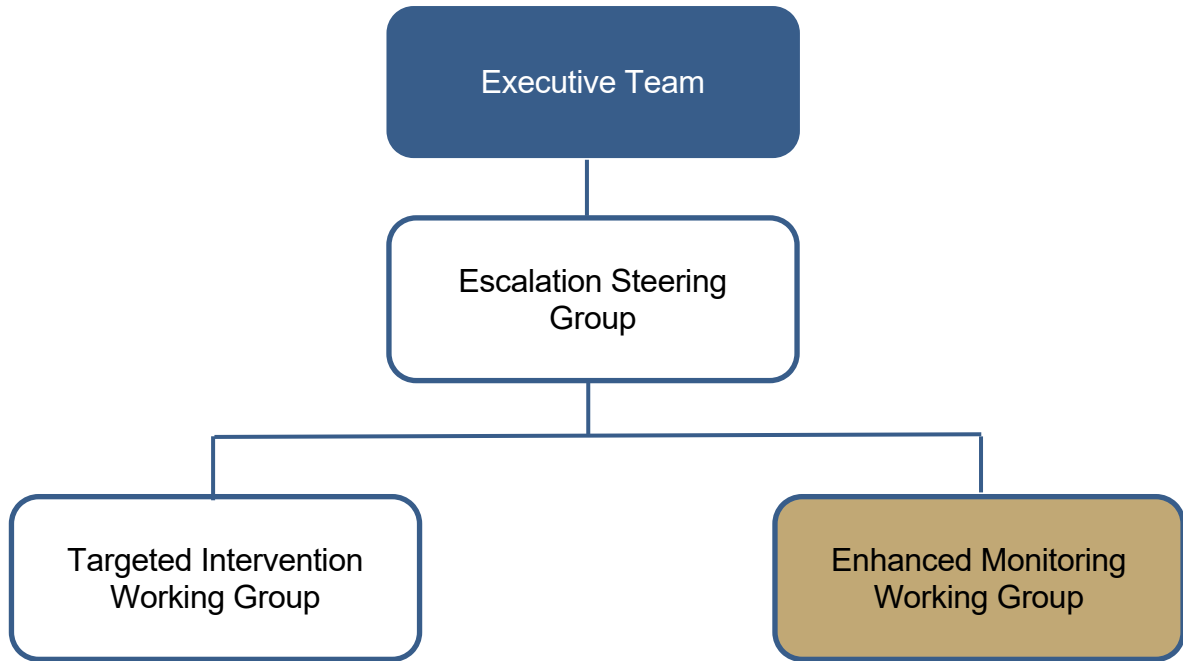 Executive Team
Escalation Steering
Group
Targeted Intervention
Working Group
Enhanced Monitoring
Working Group